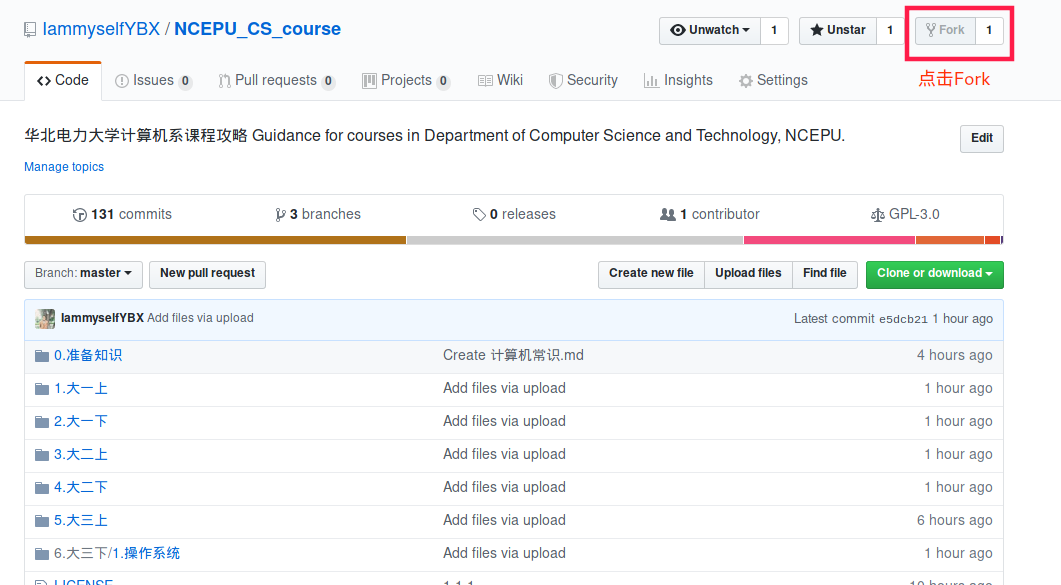 IammyselfYBX / NCEPU_CS_course
Unwatch 1 Unstar 1 Fork 1
Code Issues 0 Pull requests 0 Projects 0 Wiki Security Insights Settings
点击Fork
华北电力大学计算机系课程攻略 Guidance for courses in Department of Computer Science and Technology, NCEPU.
Edit
Manage topics
131 commits 3 branches 0 releases 1 contributor GPL-3.0
Branch: master New pull request Create new file Upload files Find file Clone or download
IammyselfYBX Add files via upload Latest commit e5dcb21 1 hour ago
0.准备知识 Create 计算机常识.md 4 hours ago
1.大一上 Add files via upload 1 hour ago
2.大一下 Add files via upload 1 hour ago
3.大二上 Add files via upload 1 hour ago
4.大二下 Add files via upload 1 hour ago
5.大三上 Add files via upload 6 hours ago
6.大三下/1.操作系统 Add files via upload 1 hour ago
LICENSE 10 hours ago